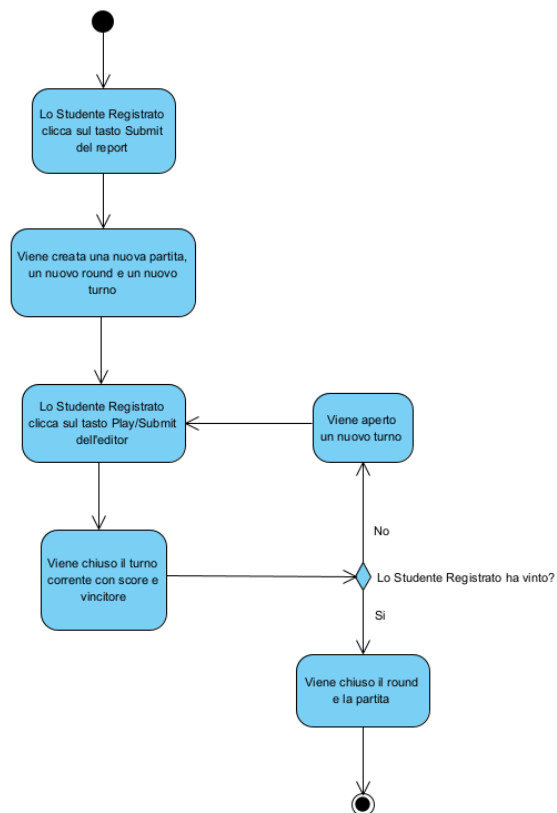 Lo Studente Registrato
clicca sul tasto Submit
del report
Viene creata una nuova partita,
un nuovo round e un nuovo
turno
Lo Studente Registrato
clicca sul tasto Play/Submit
dell'editor
Viene aperto
un nuovo turno
No
Viene chiuso il turno
corrente con score e
vincitore
Lo Studente Registrato ha vinto?
Si
Viene chiuso il round
e la partita